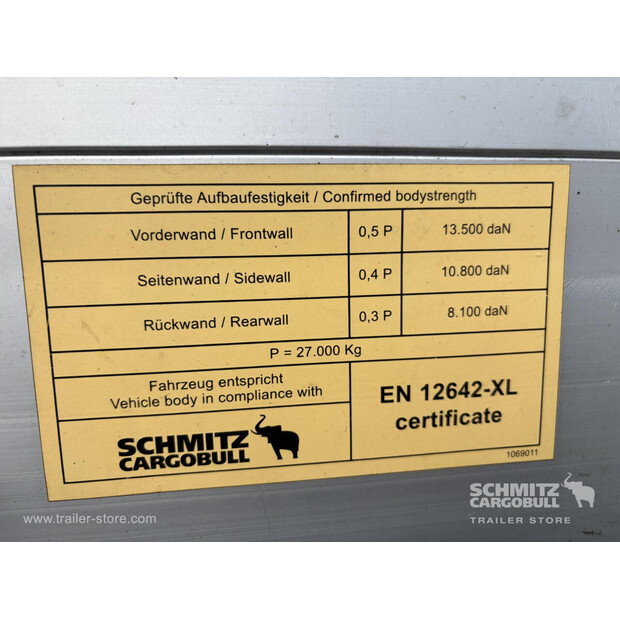 Geprüfte Aufbaufestigkeit / Confirmed bodystrength
Vorderwand / Frontwall 0,5 P 13.500 daN
Seitenwand / Sidewall 0,4 P 10.800 daN
Rückwand / Rearwall 0,3 P 8.100 daN
P = 27.000 Kg
Fahrzeug entspricht
Vehicle body in compliance with
EN 12642-XL
certificate
SCHMITZ
CARGOBULL
1069011
www.trailer-store.com
SCHMITZ
CARGOBULL
TRAILER STORE